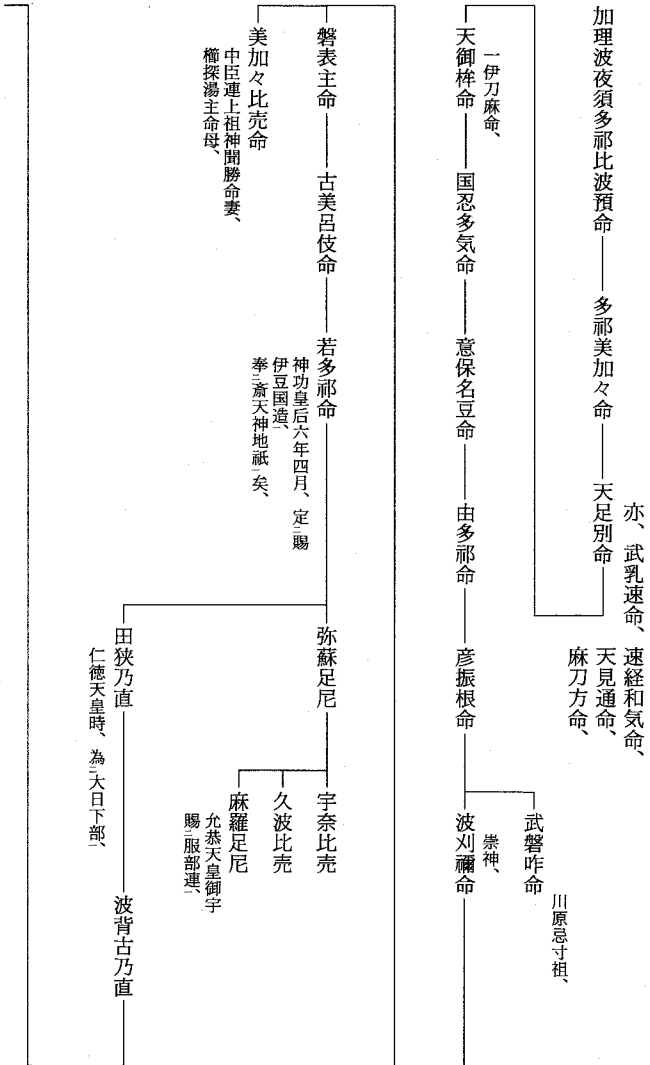 加理波夜須多祁比波預命
多祁美加々命
天足別命
亦、武乳速命、速経和気命、
天見通命、
麻刀方命、
天御桙命
一伊刀麻命、
国忍多気命
意保名豆命
由多祁命
彦振根命
武磐咋命
川原忌寸祖、
波刈禰命
崇神、
磐表主命
古美呂伎命
若多祁命
神功皇后六年四月、定㆓賜
伊豆国造㆒、
奉㆓斎天神地祇㆒矣、
弥蘇足尼
宇奈比売
久波比売
麻羅足尼
允恭天皇御宇
賜㆓服部連㆒、
田狭乃直
仁徳天皇時、為㆓大日下部㆒、
波背古乃直
美加々比売命
中臣連上祖神聞勝命妻、
櫛探湯主命母、